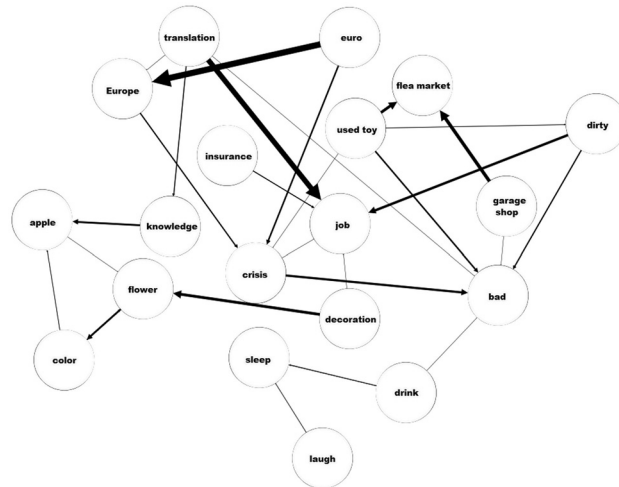 translation
euro
Europe
flea market
used toy
dirty
insurance
garage
shop
apple
knowledge
job
crisis
bad
flower
decoration
color
sleep
drink
laugh